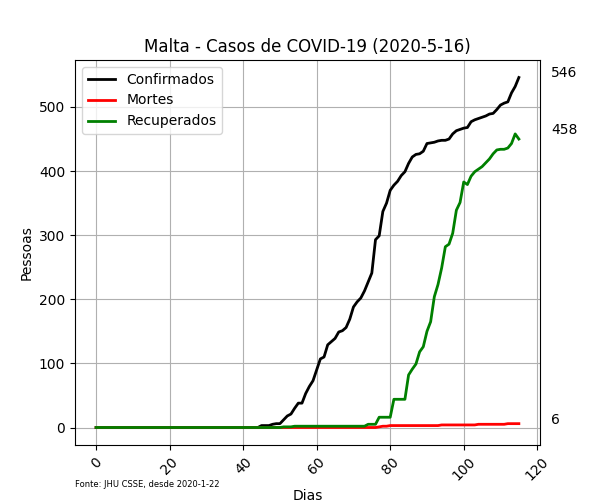 Malta - Casos de COVID-19 (2020-5-16)
Confirmados
Mortes
Recuperados
546
458
6
Pessoas
500
400
300
200
100
0
0
20
40
60
80
100
120
Fonte: JHU CSSE, desde 2020-1-22
Dias